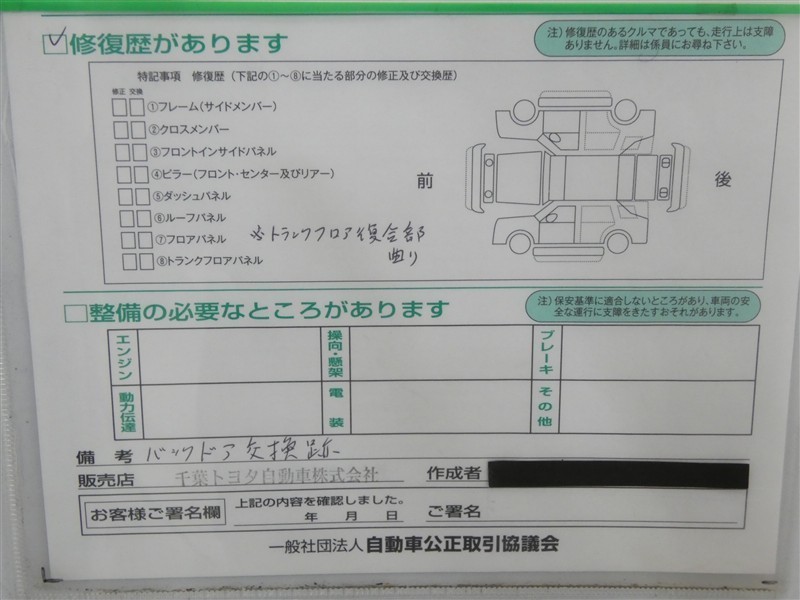 ☑修復歴があります
注）修復歴のあるクルマであっても、走行上は支障
ありません。詳細は係員にお尋ね下さい。
特記事項 修復歴（下記の①〜⑧に当たる部分の修正及び交換歴）
修正 交換
□□①フレーム（サイドメンバー）
□□②クロスメンバー
□□③フロントインサイドパネル
□□④ピラー（フロント・センター及びリアー）
□□⑤ダッシュパネル
□□⑥ルーフパネル
□□⑦フロアパネル
□□⑧トランクフロアパネル
トランクフロア接合部
曲り
前
後
□整備の必要なところがあります
注）保安基準に適合しないところがあり、車両の安
全な運行に支障をきたすおそれがあります。
エンジン 操向・懸架 ブレーキ
動力伝達 電装 その他
備考 バックドア交換跡
販売店 千葉トヨタ自動車株式会社 作成者
お客様ご署名欄 上記の内容を確認しました。
年 月 日 ご署名
一般社団法人 自動車公正取引協議会